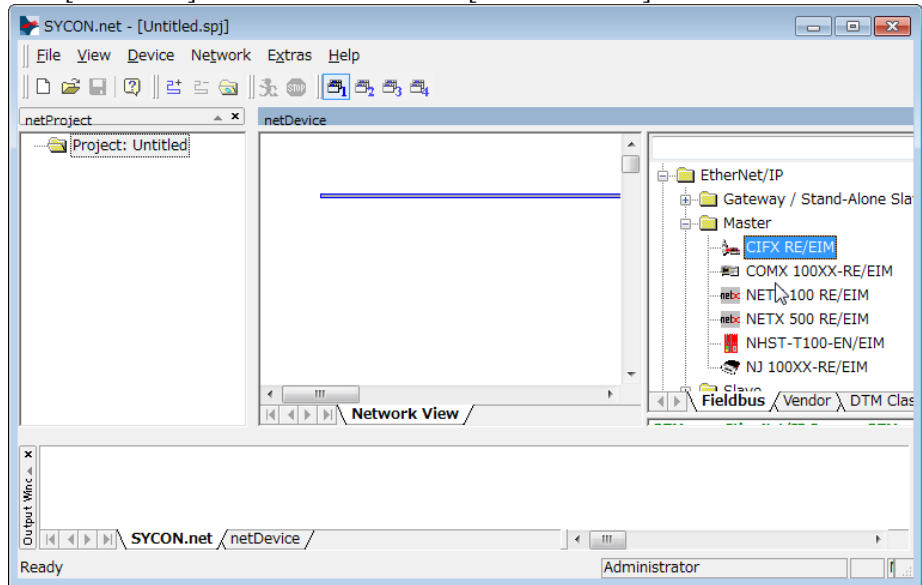 SYCON.net - [Untitled.spj]
File View Device Network Extras Help
netProject
netDevice
Project: Untitled
EtherNet/IP
Gateway / Stand-Alone Sla
Master
CIFX RE/EIM
COMX 100XX-RE/EIM
100 RE/EIM
NETX 500 RE/EIM
NHST-T100-EN/EIM
NJ 100XX-RE/EIM
Slave
Network View
Fieldbus Vendor DTM Clas
Output Winc
SYCON.net netDevice
Ready
Administrator